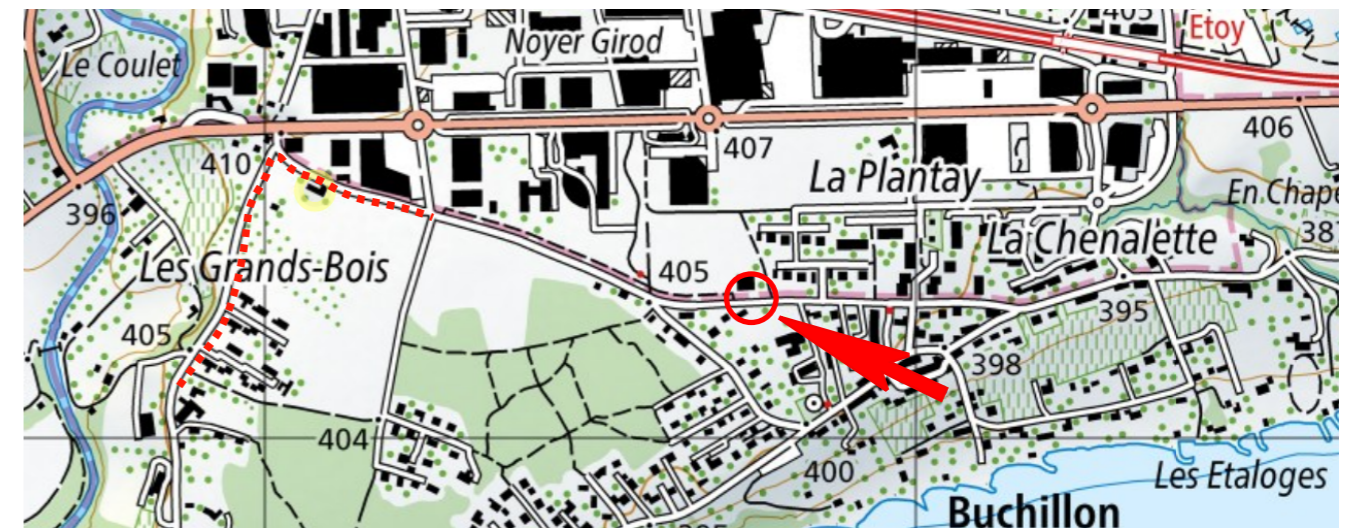 Etoy
Noyer Girod
Le Coulet
406
407
410
La Plantay
En Chape
396
La Chenalette
387
Les Grands-Bois
405
405
395
398
404
400
Les Etaloges
Buchillon